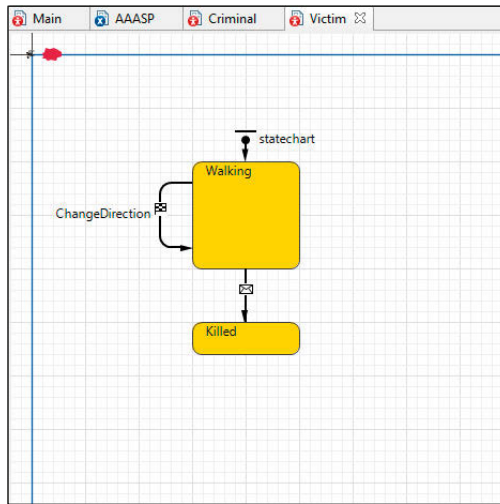 Main AAASP Criminal Victim
statechart
Walking
ChangeDirection
Killed